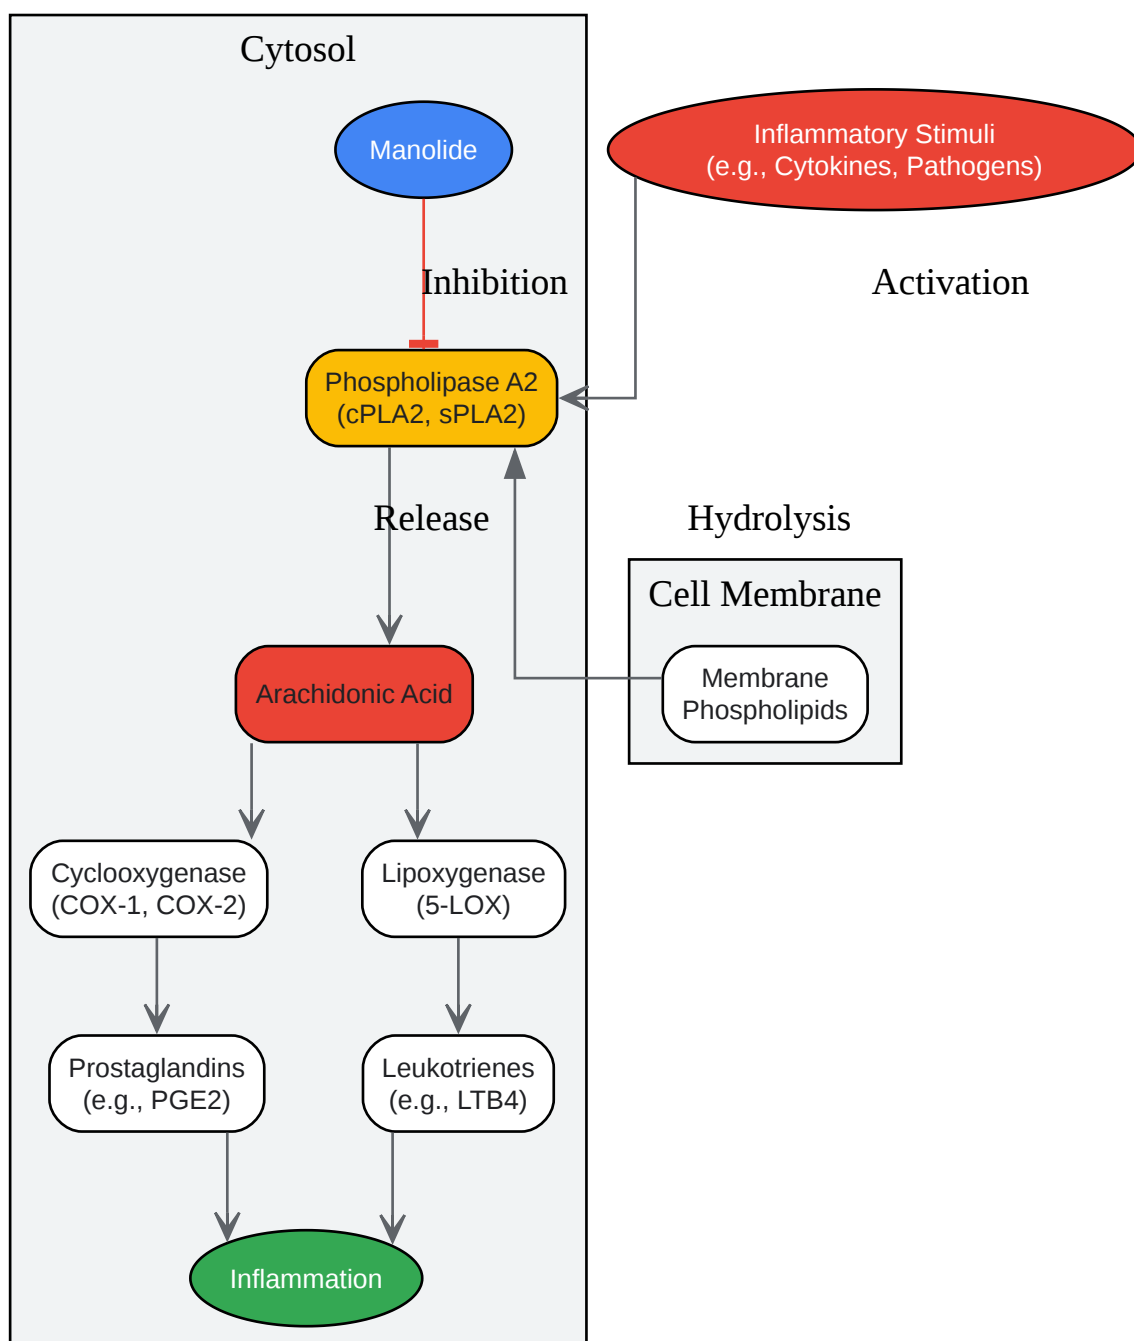 Cytosol
Manolide
Inflammatory Stimuli
(e.g., Cytokines, Pathogens)
Inhibition
Activation
Phospholipase A2
(cPLA2, sPLA2)
Release
Hydrolysis
Cell Membrane
Membrane
Phospholipids
Arachidonic Acid
Cyclooxygenase
(COX-1, COX-2)
Lipoxygenase
(5-LOX)
Prostaglandins
(e.g., PGE2)
Leukotrienes
(e.g., LTB4)
Inflammation